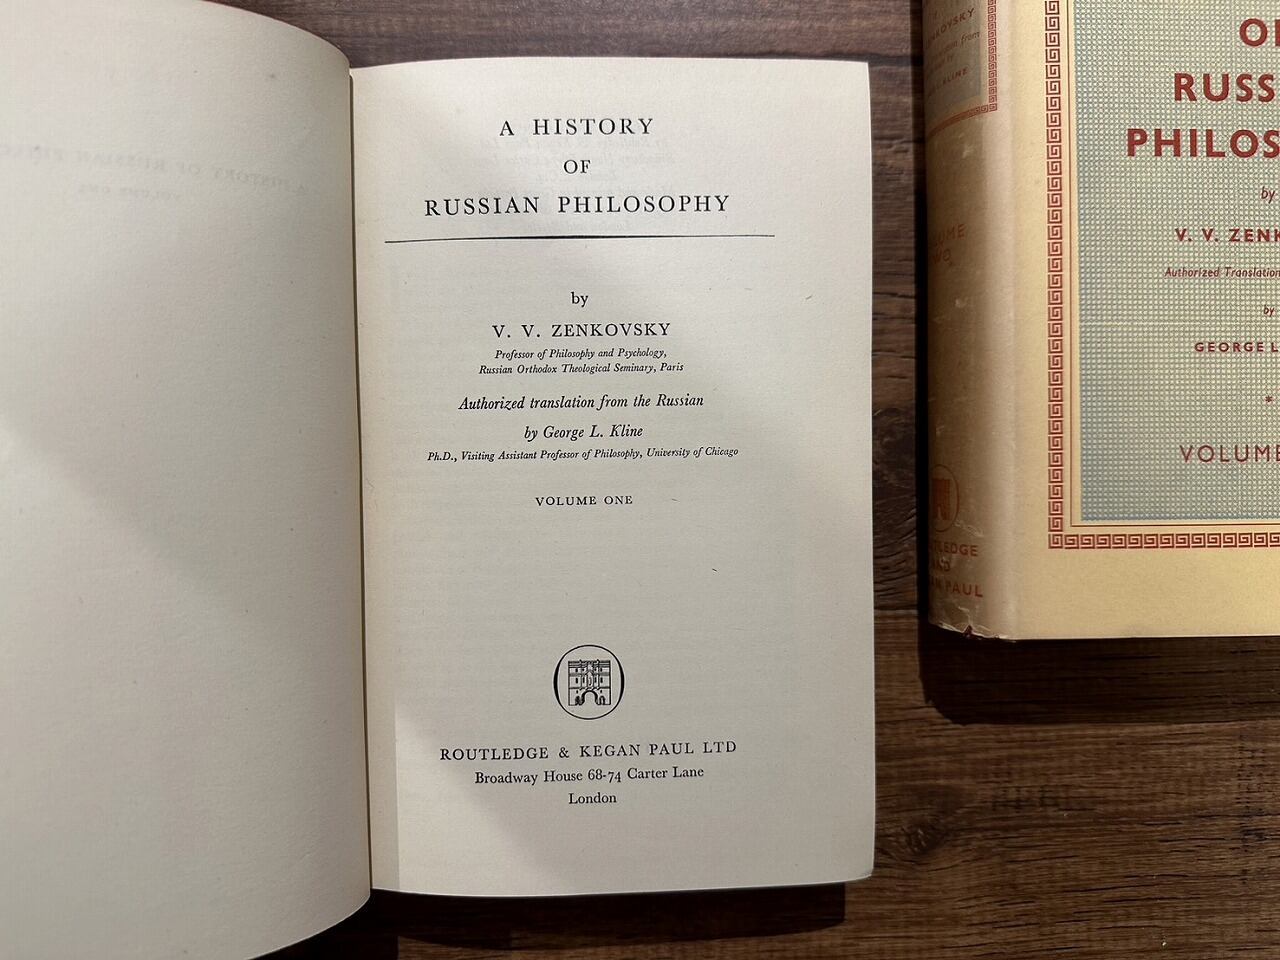 A HISTORY
OF
RUSSIAN PHILOSOPHY
by
V. V. ZENKOVSKY
Professor of Philosophy and Psychology,
Russian Orthodox Theological Seminary, Paris
Authorized translation from the Russian
by George L. Kline
Ph.D., Visiting Assistant Professor of Philosophy, University of Chicago
VOLUME ONE
ROUTLEDGE & KEGAN PAUL LTD
Broadway House 68-74 Carter Lane
London
KLINE
PAUL
RUSS
PHILOS
by
V. V. ZENK
Authorized Translation
by
GEORGE L
*
VOLUME